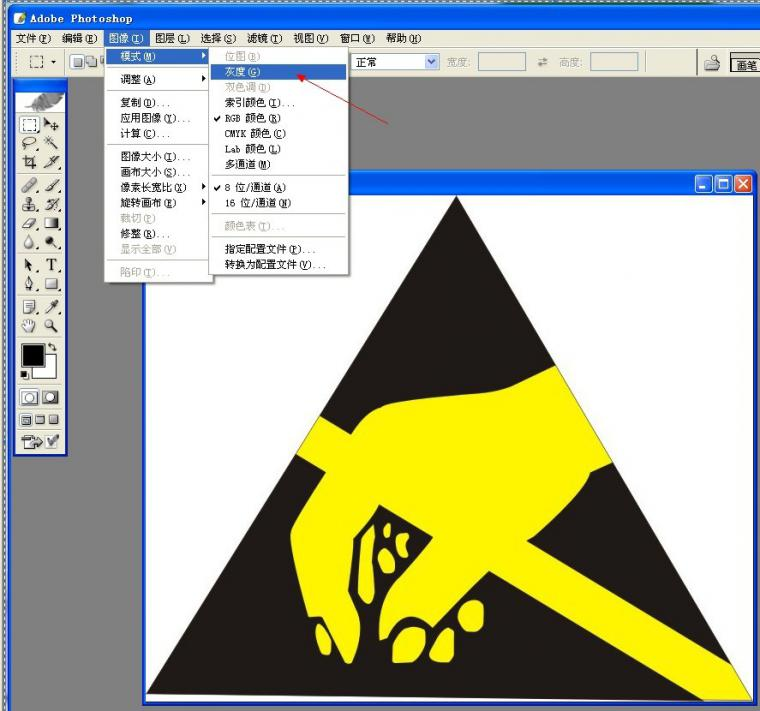 Adobe Photoshop
文件(F) 编辑(E) 图像(I) 图层(L) 选择(S) 滤镜(T) 视图(V) 窗口(W) 帮助(H)
正常 宽度: 高度: 画笔
模式(M)
调整(A)
复制(D)...
应用图像(Y)...
计算(C)...
图像大小(I)...
画布大小(S)...
像素长宽比(X)
旋转画布(E)
裁切(P)
修整(R)...
显示全部(V)
陷印(T)...
位图(B)
灰度(G)
双色调(D)
索引颜色(I)...
RGB 颜色(R)
CMYK 颜色(C)
Lab 颜色(L)
多通道(M)
8 位/通道(A)
16 位/通道(N)
颜色表(T)...
指定配置文件(P)...
转换为配置文件(V)...
T